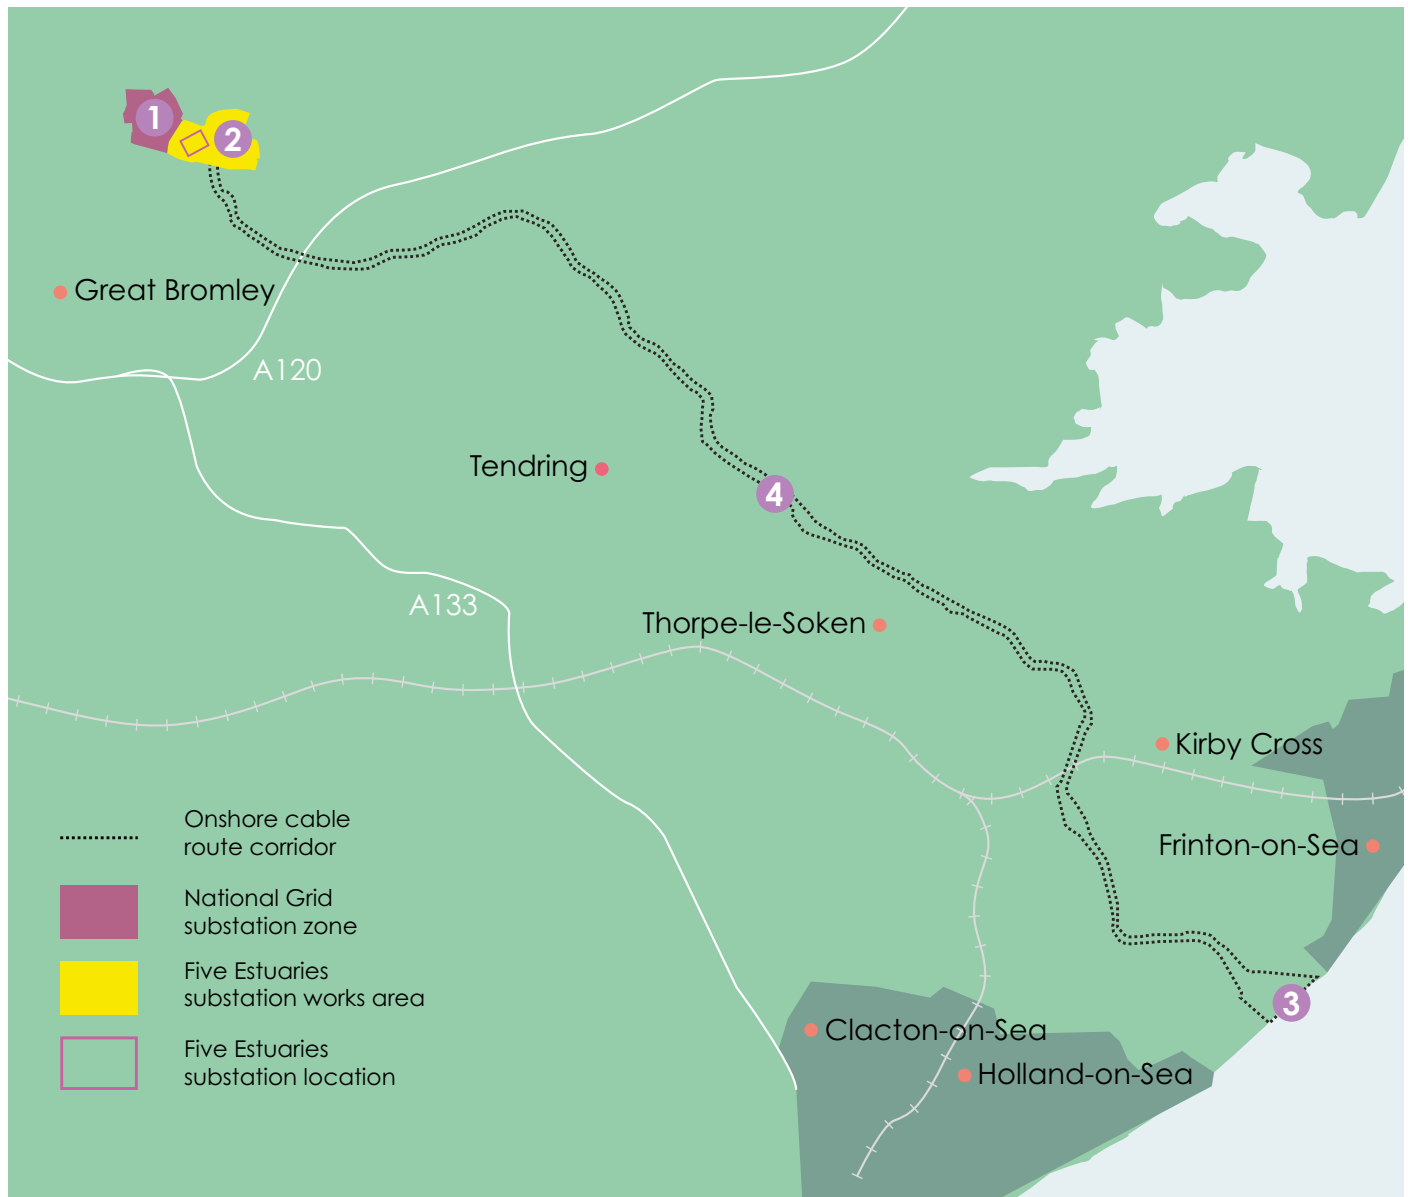 1
2
Great Bromley
A120
Tendring
4
A133
Thorpe-le-Soken
Kirby Cross
Frinton-on-Sea
3
Clacton-on-Sea
Holland-on-Sea
Onshore cable
route corridor
National Grid
substation zone
Five Estuaries
substation works area
Five Estuaries
substation location